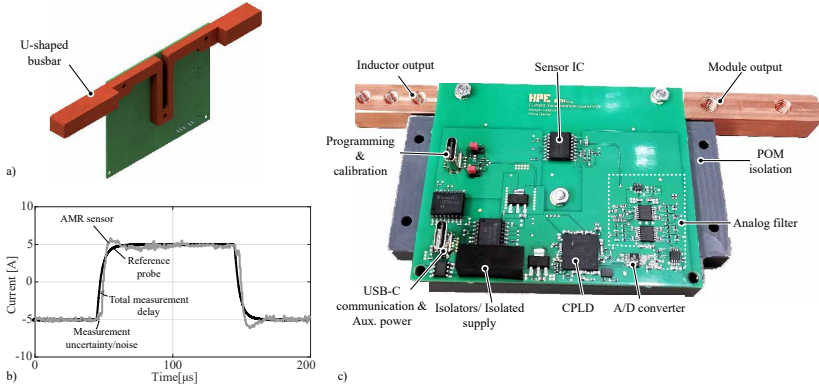 U-shaped
busbar
a)
10
5
0
-5
-10
Current [A]
AMR sensor
Reference
probe
Total measurement
delay
Measurement
uncertainty/noise
0
100
200
Time[µs]
b)
Inductor output
Sensor IC
Module output
HPE
Programming
&
calibration
POM
isolation
Analog filter
USB-C
communication &
Aux. power
Isolators/ Isolated
supply
CPLD
A/D converter
c)